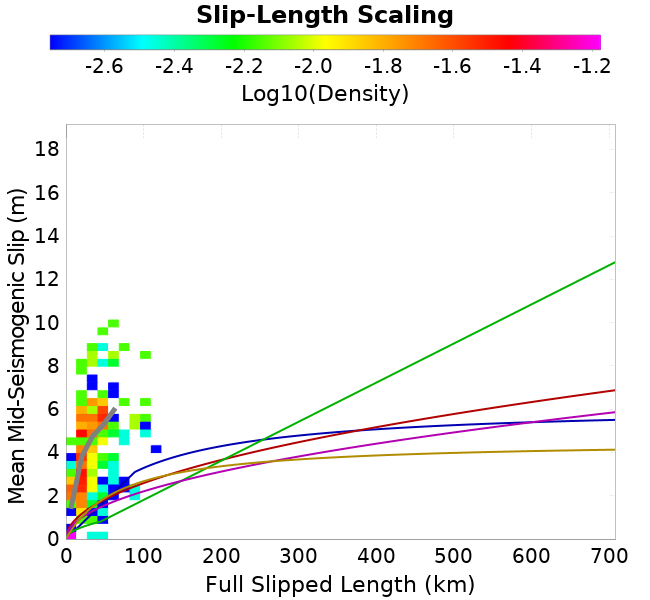 Slip-Length Scaling
-2.6 -2.4 -2.2 -2.0 -1.8 -1.6 -1.4 -1.2
Log10(Density)
Mean Mid-Seismogenic Slip (m)
18
16
14
12
10
8
6
4
2
0
0 100 200 300 400 500 600 700
Full Slipped Length (km)